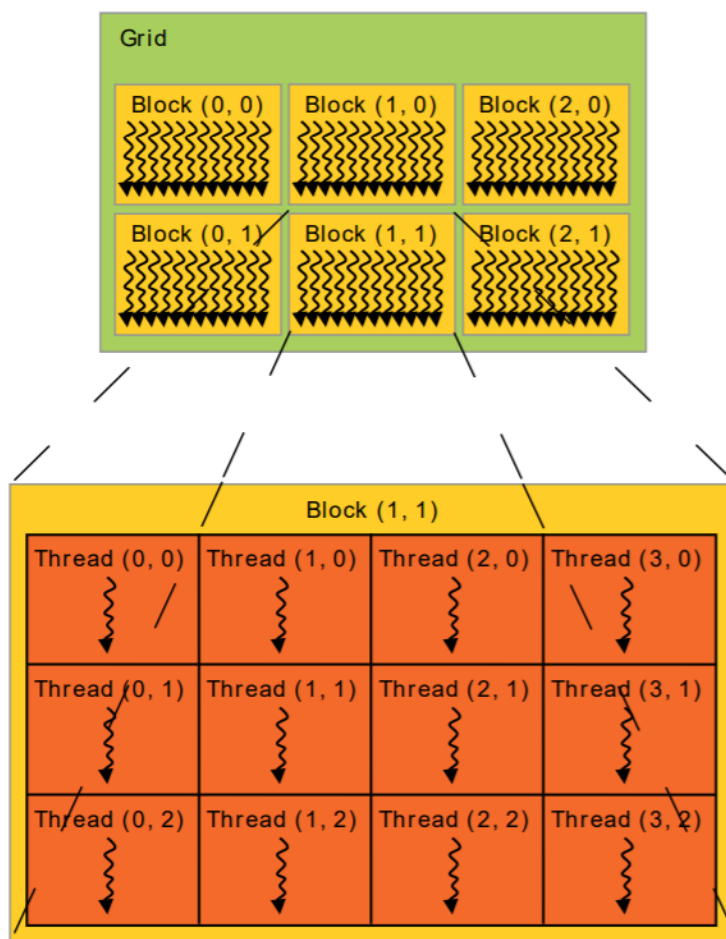 Grid
Block (0, 0) Block (1, 0) Block (2, 0)
Block (0, 1) Block (1, 1) Block (2, 1)
Block (1, 1)
Thread (0, 0) Thread (1, 0) Thread (2, 0) Thread (3, 0)
Thread (0, 1) Thread (1, 1) Thread (2, 1) Thread (3, 1)
Thread (0, 2) Thread (1, 2) Thread (2, 2) Thread (3, 2)